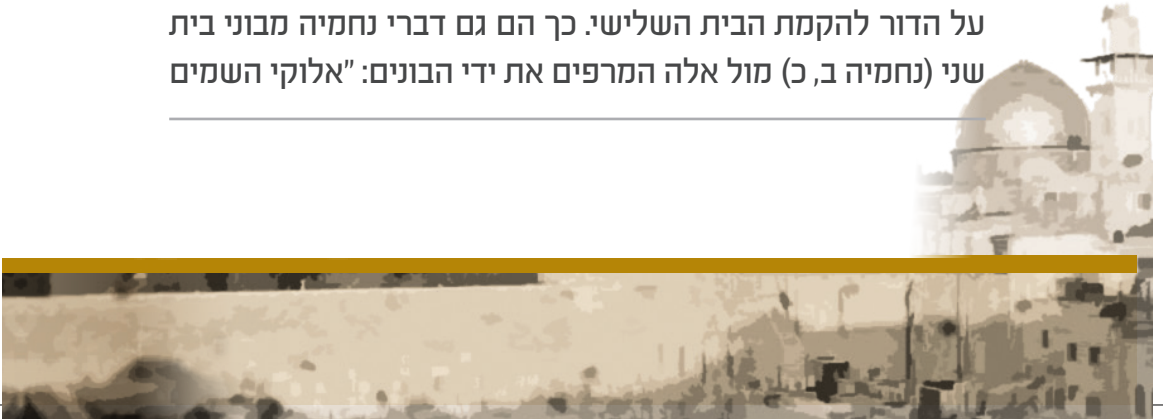 על הדור להקמת הבית השלישי. כך הם גם דברי נחמיה מבוני בית
שני (נחמיה ב, כ) מול אלה המרפים את ידי הבונים: "אלוקי השמים